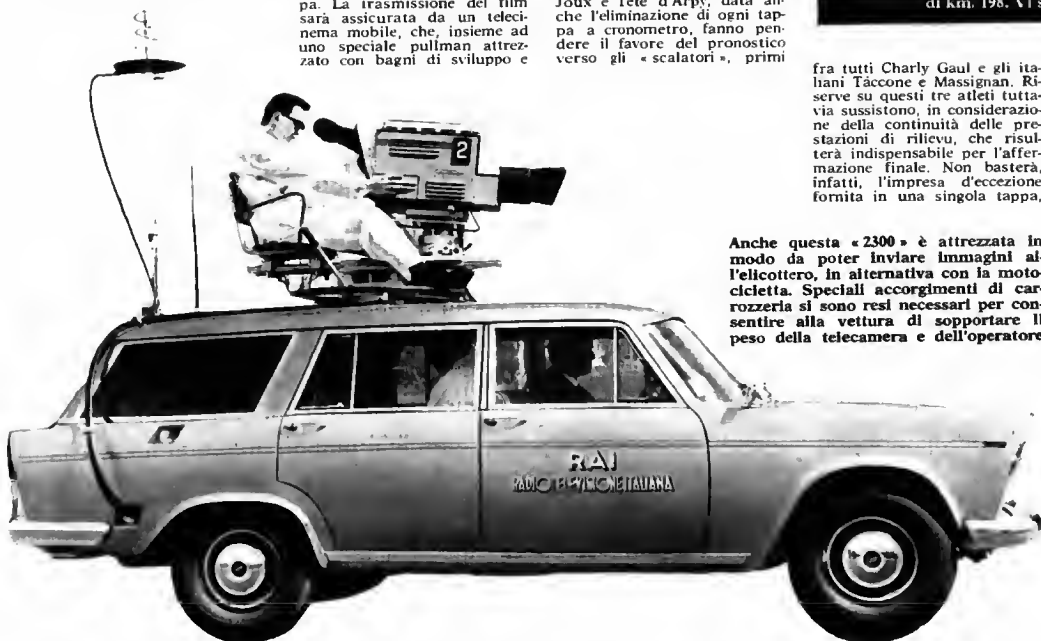 pa. La trasmissione del film
sarà assicurata da un teleci-
nema mobile, che, insieme ad
uno speciale pullman attrez-
zato con bagni di sviluppo e
Joux e Tête d'Arpy, data an-
che l'eliminazione di ogni tap-
pa a cronometro, fanno pen-
dere il favore del pronostico
verso gli « scalatori », primi
di km. 198.
fra tutti Charly Gaul e gli ita-
liani Tàccone e Massignan. Ri-
serve su questi tre atleti tutta-
via sussistono, in considerazio-
ne della continuità delle pre-
stazioni di rilievu, che risul-
terà indispensabile per l'affer-
mazione finale. Non basterà,
infatti, l'impresa d'eccezione
fornita in una singola tappa,
Anche questa « 2300 » è attrezzata in
modo da poter inviare immagini al-
l'elicottero, in alternativa con la moto-
cicletta. Speciali accorgimenti di car-
rozzeria si sono resi necessari per con-
sentire alla vettura di sopportare il
peso della telecamera e dell'operatore
2
RAI
RADIOTELEVISIONE ITALIANA